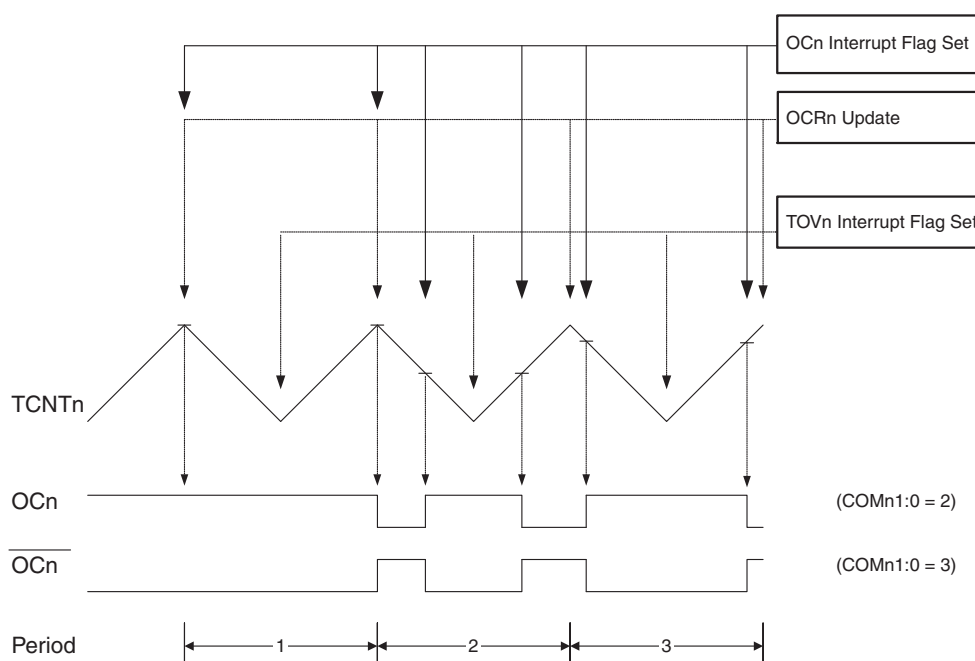 OCn Interrupt Flag Set
OCRn Update
TOVn Interrupt Flag Set
TCNTn
OCn
(COMn1:0 = 2)
OCn
(COMn1:0 = 3)
Period
1
2
3